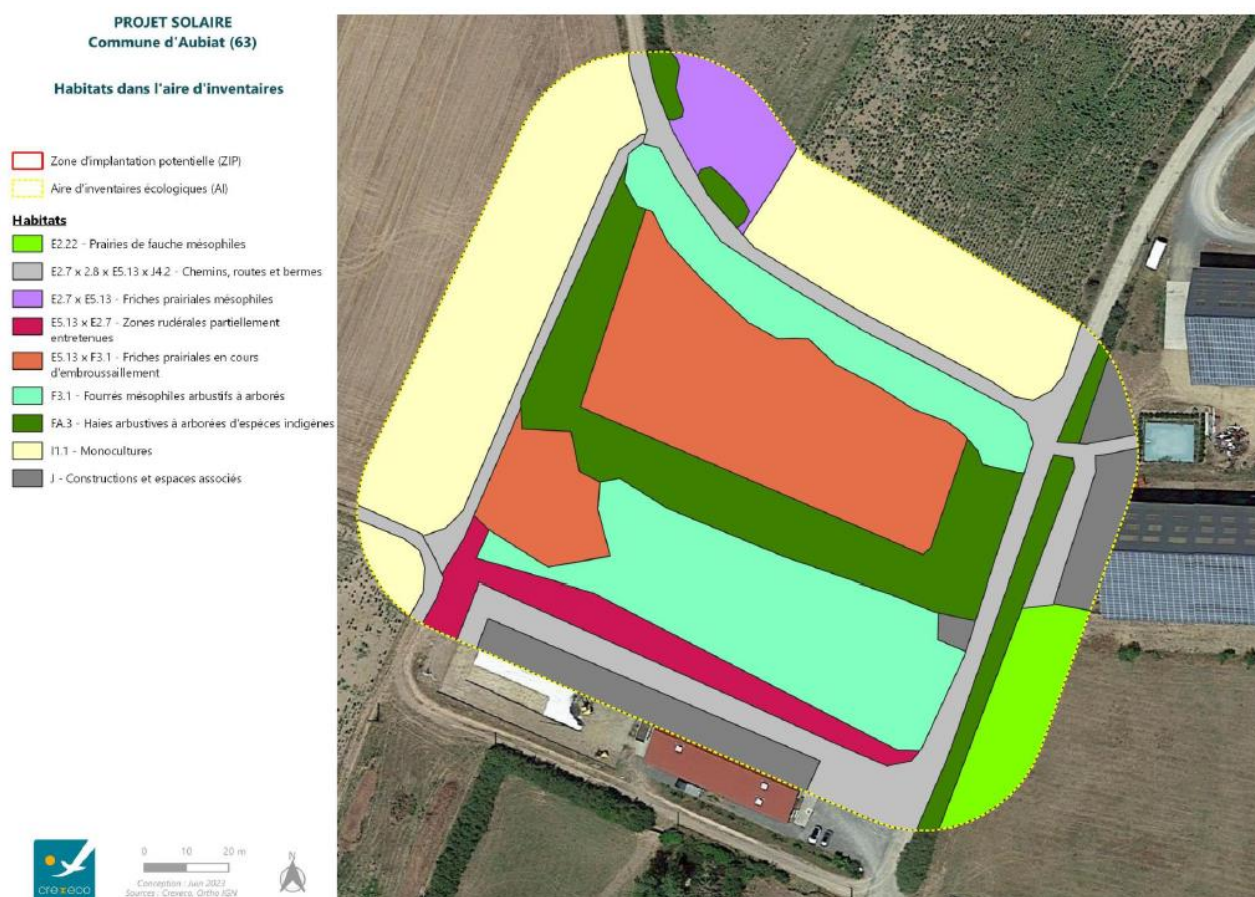 PROJET SOLAIRE
Commune d'Aubiat (63)
Habitats dans l'aire d'inventaires
Zone d'implantation potentielle (ZIP)
Aire d'inventaires écologiques (AI)
Habitats
E2.22 - Prairies de fauche mésophiles
E2.7 x 2.8 x E5.13 x J4.2 - Chemins, routes et bermes
E2.7 x E5.13 - Friches prairiales mésophiles
E5.13 x E2.7 - Zones rudérales partiellement
entretenues
E5.13 x F3.1 - Friches prairiales en cours
d'embroussaillement
F3.1 - Fourrés mésophiles arbustifs à arborés
FA.3 - Haies arbustives à arborées d'espèces indigènes
I1.1 - Monocultures
J - Constructions et espaces associés
crexeco
0 10 20 m
Conception : Juin 2023
Sources : Crexeco, Ortho IGN
N